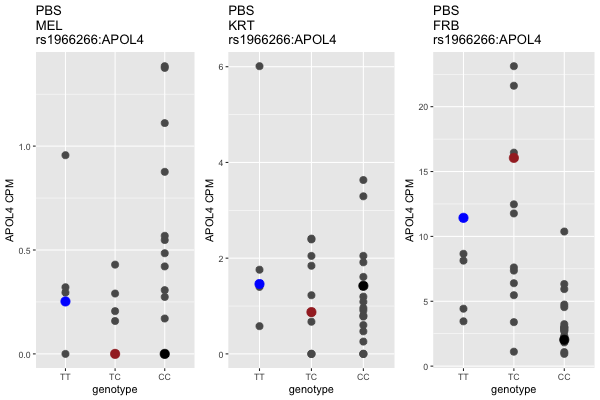 PBS
MEL
rs1966266:APOL4
APOL4 CPM
1.0
0.5
0.0
TT TC CC
genotype
PBS
KRT
rs1966266:APOL4
APOL4 CPM
6
4
2
0
TT TC CC
genotype
PBS
FRB
rs1966266:APOL4
APOL4 CPM
20
15
10
5
0
TT TC CC
genotype